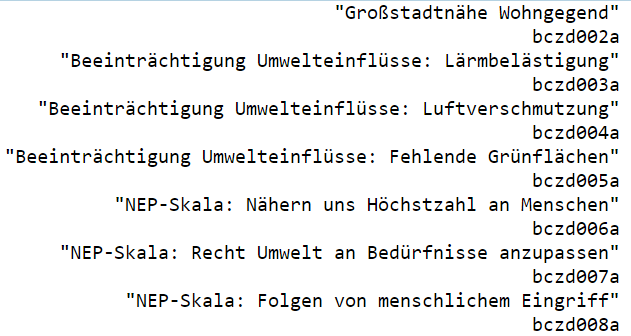 "Großstadtnähe Wohngegend"
bczd002a
"Beeinträchtigung Umwelteinflüsse: Lärmbelästigung"
bczd003a
"Beeinträchtigung Umwelteinflüsse: Luftverschmutzung"
bczd004a
"Beeinträchtigung Umwelteinflüsse: Fehlende Grünflächen"
bczd005a
"NEP-Skala: Nähern uns Höchstzahl an Menschen"
bczd006a
"NEP-Skala: Recht Umwelt an Bedürfnisse anzupassen"
bczd007a
"NEP-Skala: Folgen von menschlichem Eingriff"
bczd008a